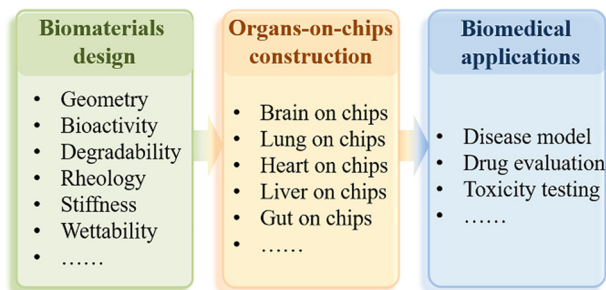 Biomaterials
design
• Geometry
• Bioactivity
• Degradability
• Rheology
• Stiffness
• Wettability
• ……
Organs-on-chips
construction
• Brain on chips
• Lung on chips
• Heart on chips
• Liver on chips
• Gut on chips
• ……
Biomedical
applications
• Disease model
• Drug evaluation
• Toxicity testing
• ……